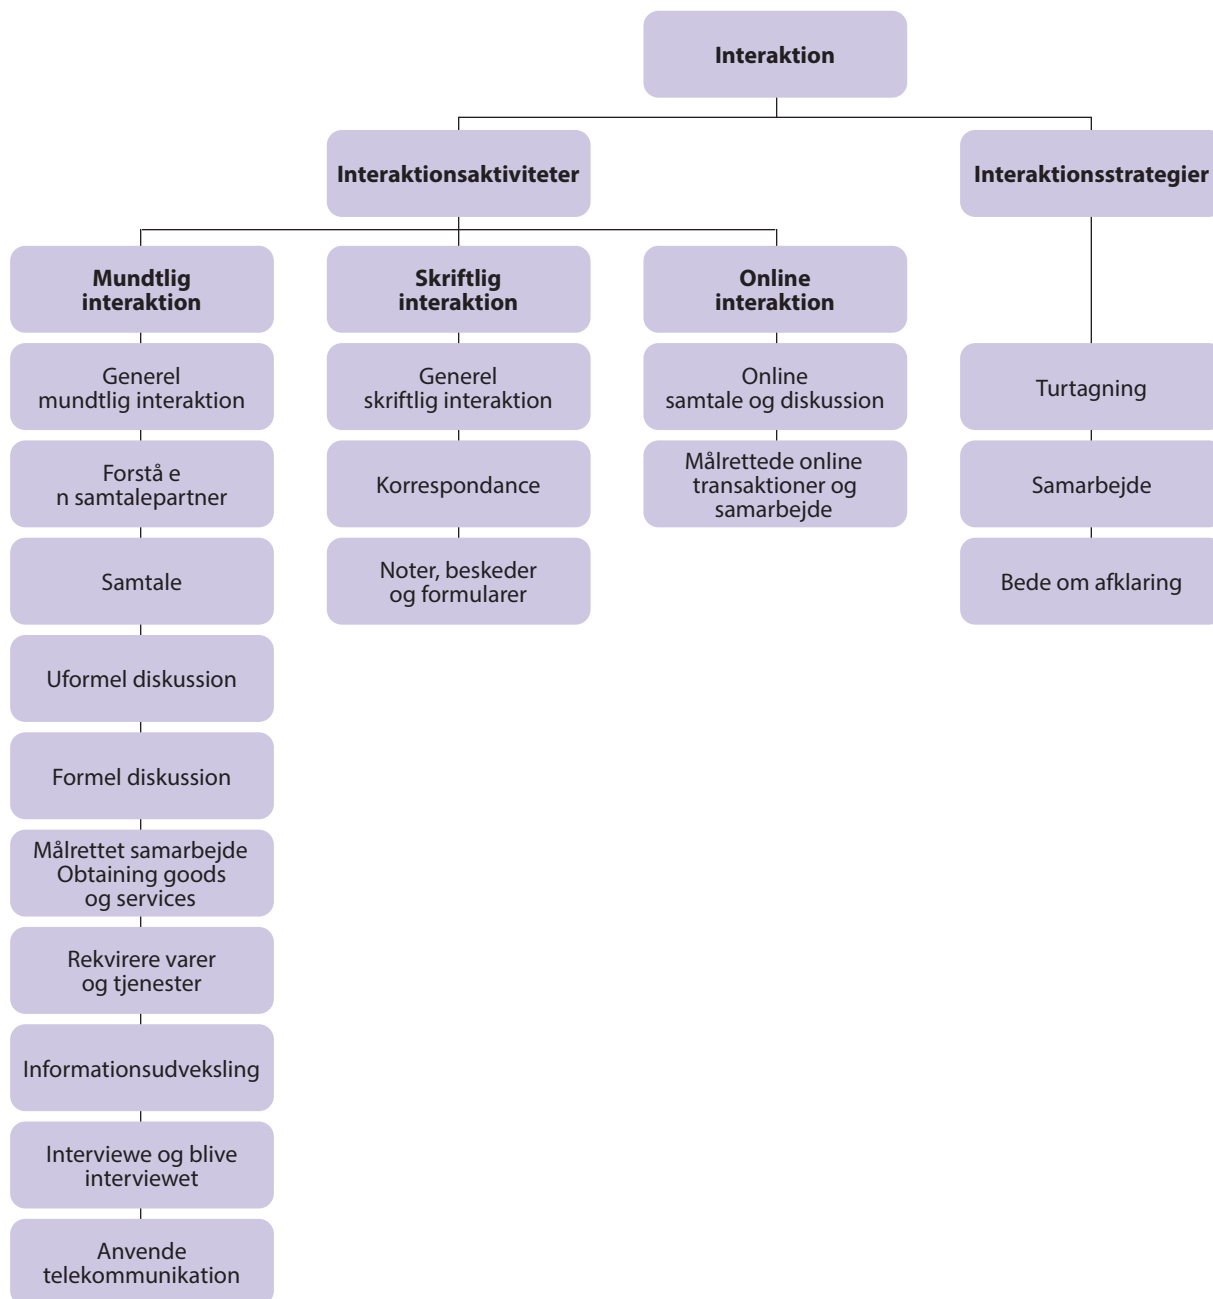 Interaktion
Interaktionsaktiviteter
Interaktionsstrategier
Mundtlig
interaktion
Skriftlig
interaktion
Online
interaktion
Generel
mundtlig interaktion
Generel
skriftlig interaktion
Online
samtale og diskussion
Turtagning
Forstå e
n samtalepartner
Korrespondance
Målrettede online
transaktioner og
samarbejde
Samarbejde
Samtale
Noter, beskeder
og formularer
Bede om afklaring
Uformel diskussion
Formel diskussion
Målrettet samarbejde
Obtaining goods
og services
Rekvirere varer
og tjenester
Informationsudveksling
Interviewe og blive
interviewet
Anvende
telekommunikation